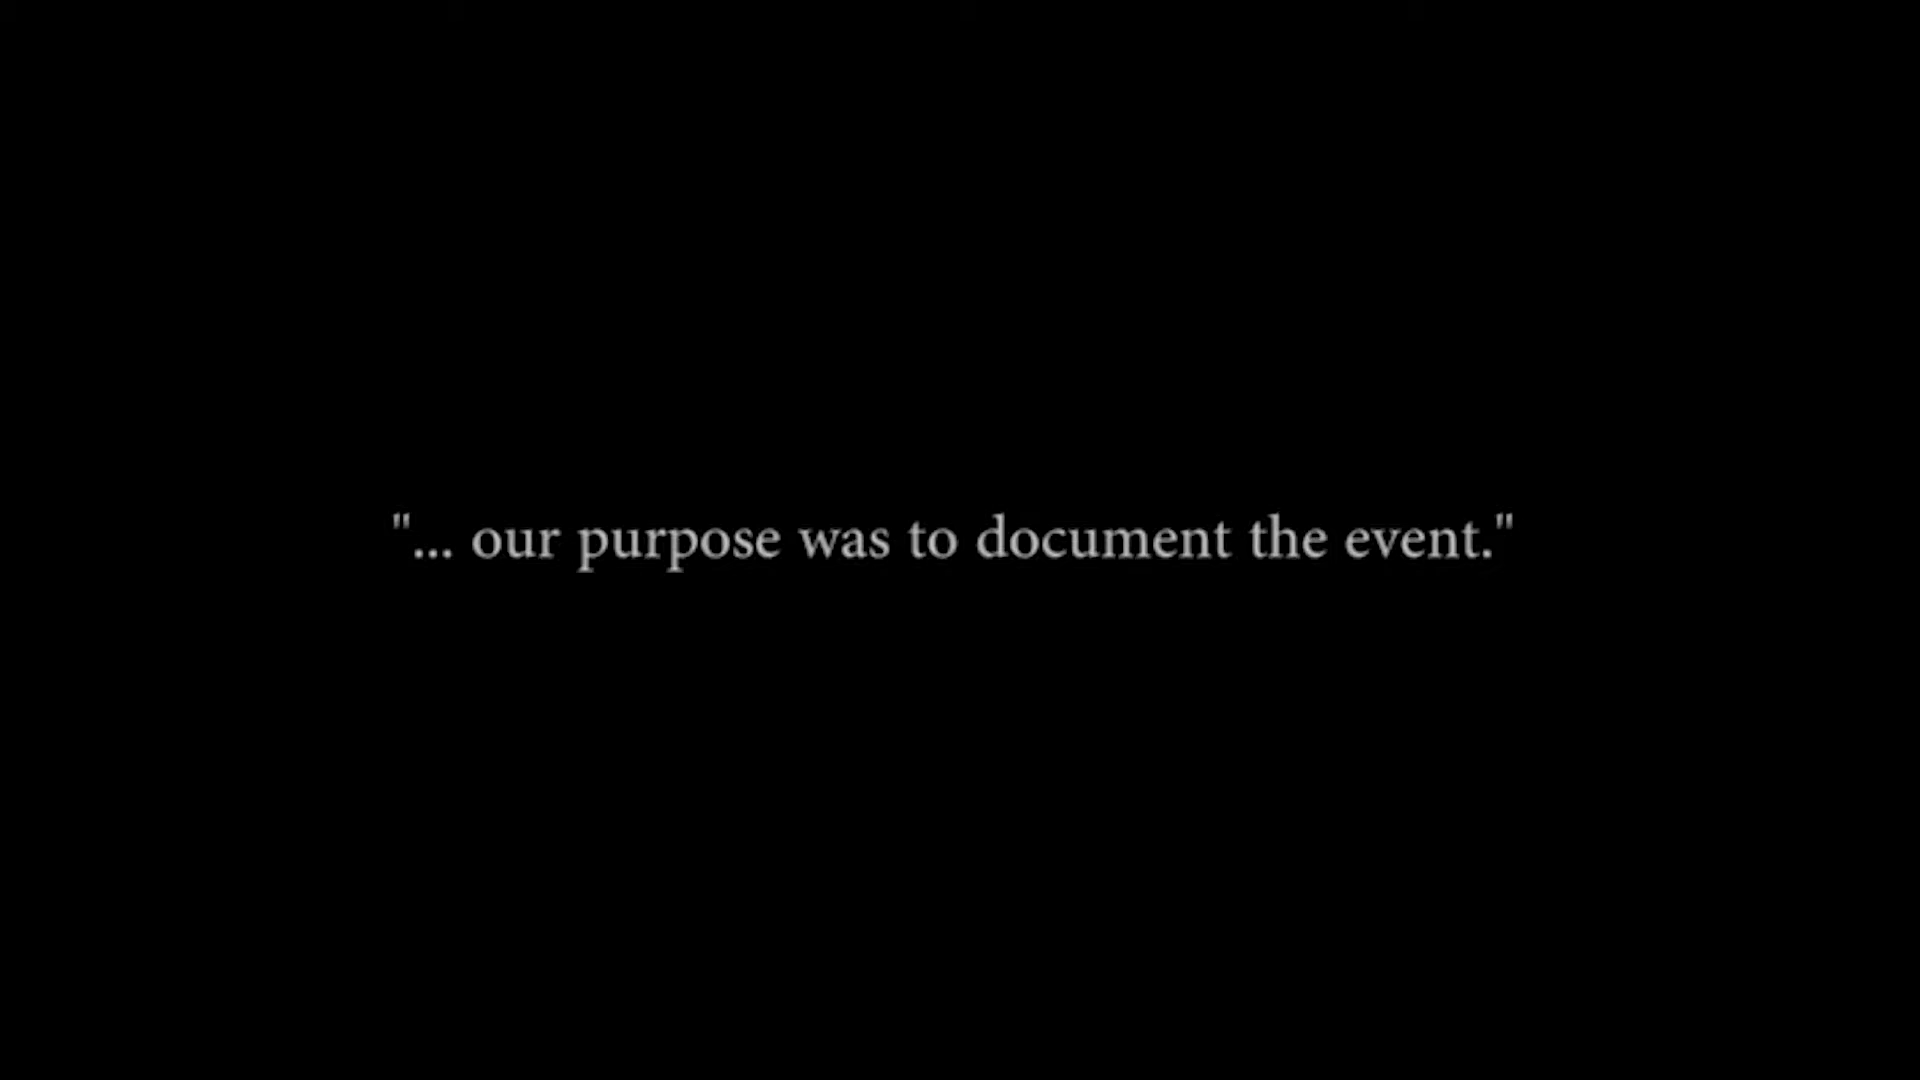 "... our purpose was to document the event."